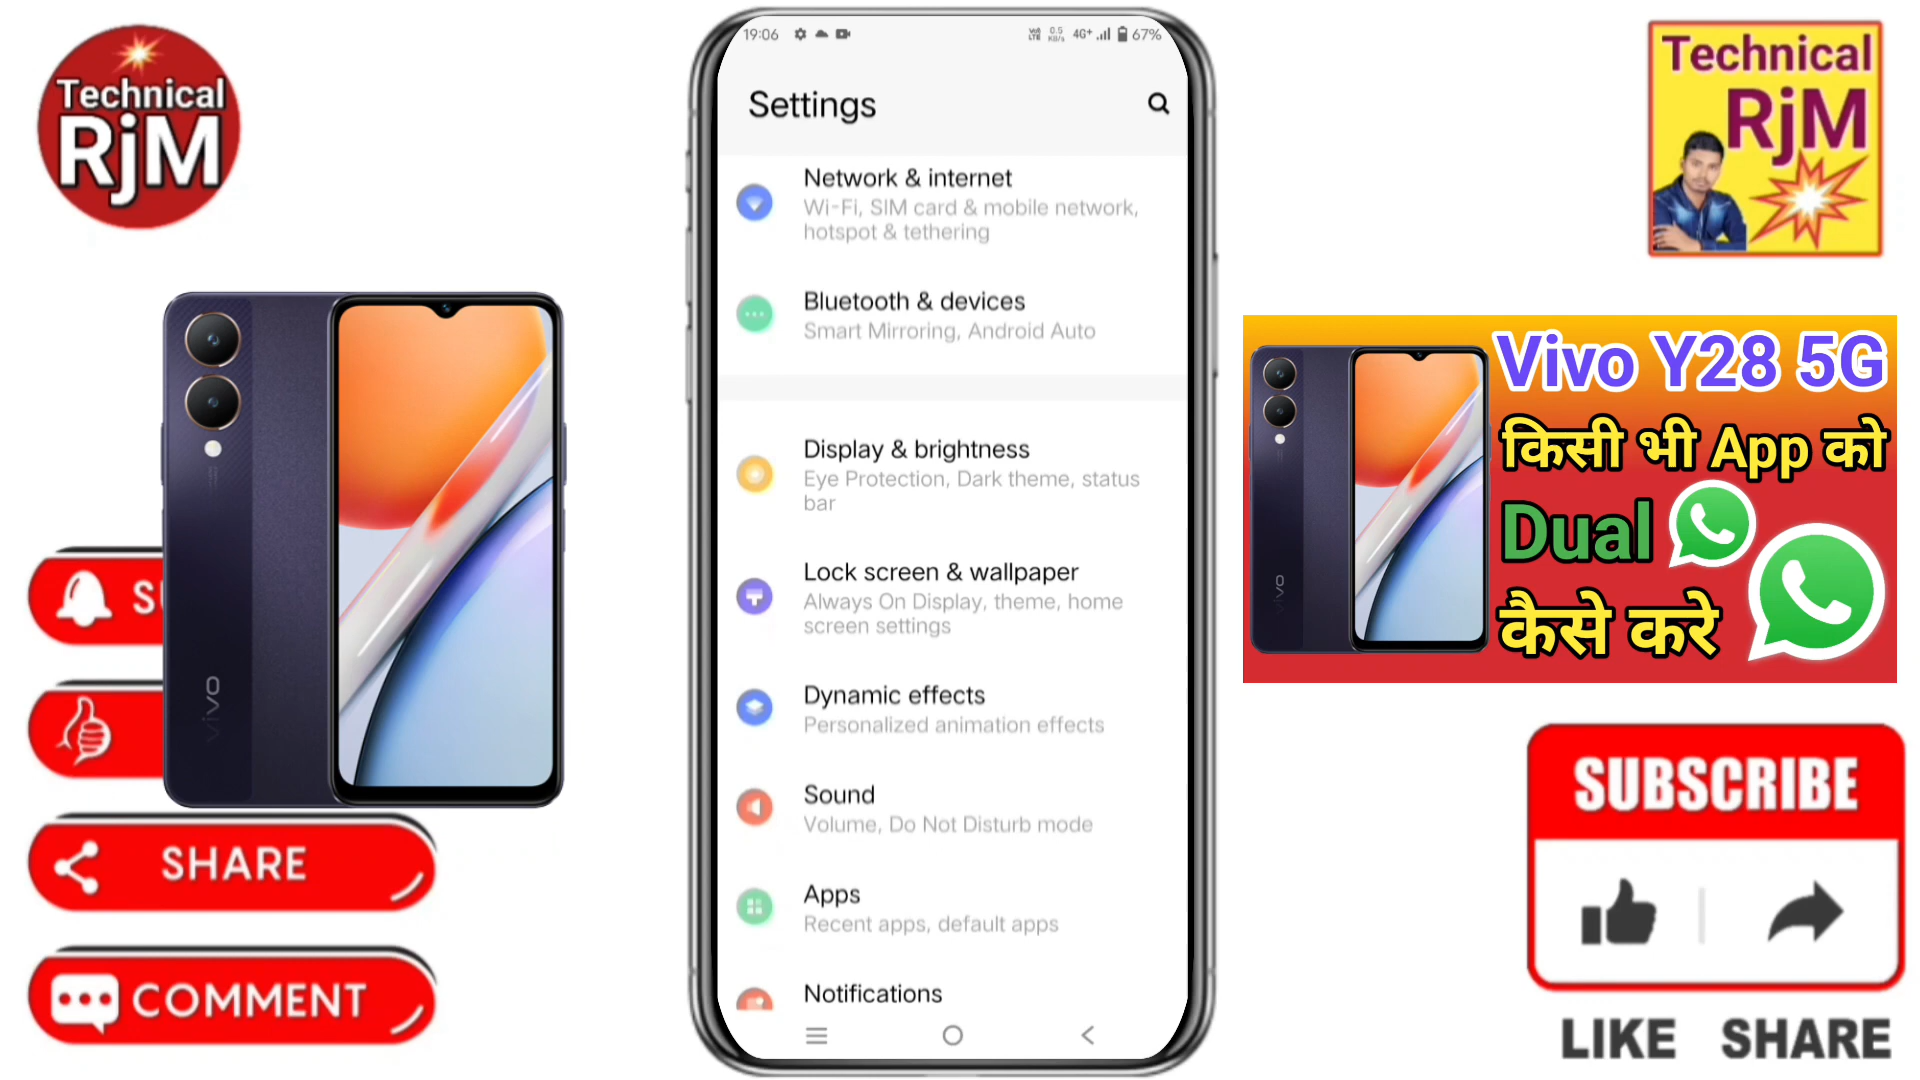 Technical
RjM
vivo
SHARE
COMMENT
19:06
67%
Settings
Network & internet
Wi-Fi, SIM card & mobile network,
hotspot & tethering
Bluetooth & devices
Smart Mirroring, Android Auto
Display & brightness
Eye Protection, Dark theme, status
bar
Lock screen & wallpaper
Always On Display, theme, home
screen settings
Dynamic effects
Personalized animation effects
Sound
Volume, Do Not Disturb mode
Apps
Recent apps, default apps
Notifications
Technical
RjM
Vivo Y28 5G
किसी भी App को
Dual
कैसे करे
vivo
SUBSCRIBE
LIKE SHARE